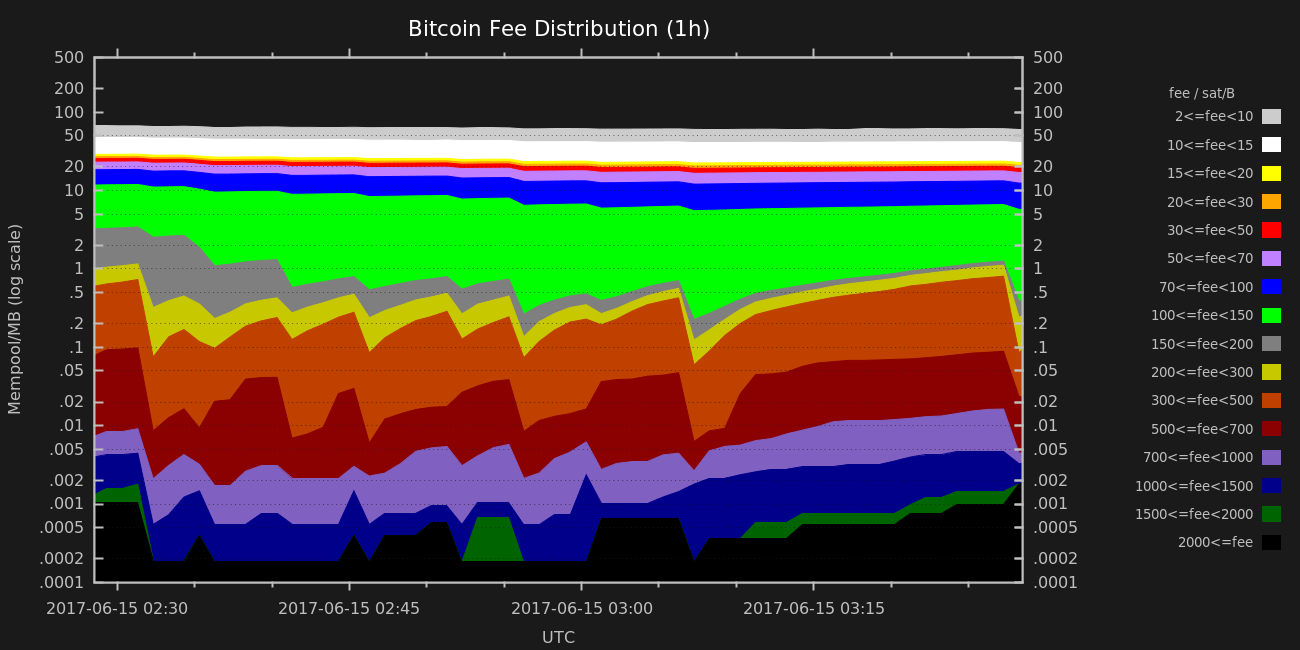 Bitcoin Fee Distribution (1h)
500 500
200 200
100 100
50 50
20 20
10 10
5 5
2 2
1 1
.5 .5
.2 .2
.1 .1
.05 .05
.02 .02
.01 .01
.005 .005
.002 .002
.001 .001
.0005 .0005
.0002 .0002
.0001 .0001
Mempool/MB (log scale)
2017-06-15 02:30 2017-06-15 02:45 2017-06-15 03:00 2017-06-15 03:15
UTC
fee / sat/B
2<=fee<10
10<=fee<15
15<=fee<20
20<=fee<30
30<=fee<50
50<=fee<70
70<=fee<100
100<=fee<150
150<=fee<200
200<=fee<300
300<=fee<500
500<=fee<700
700<=fee<1000
1000<=fee<1500
1500<=fee<2000
2000<=fee